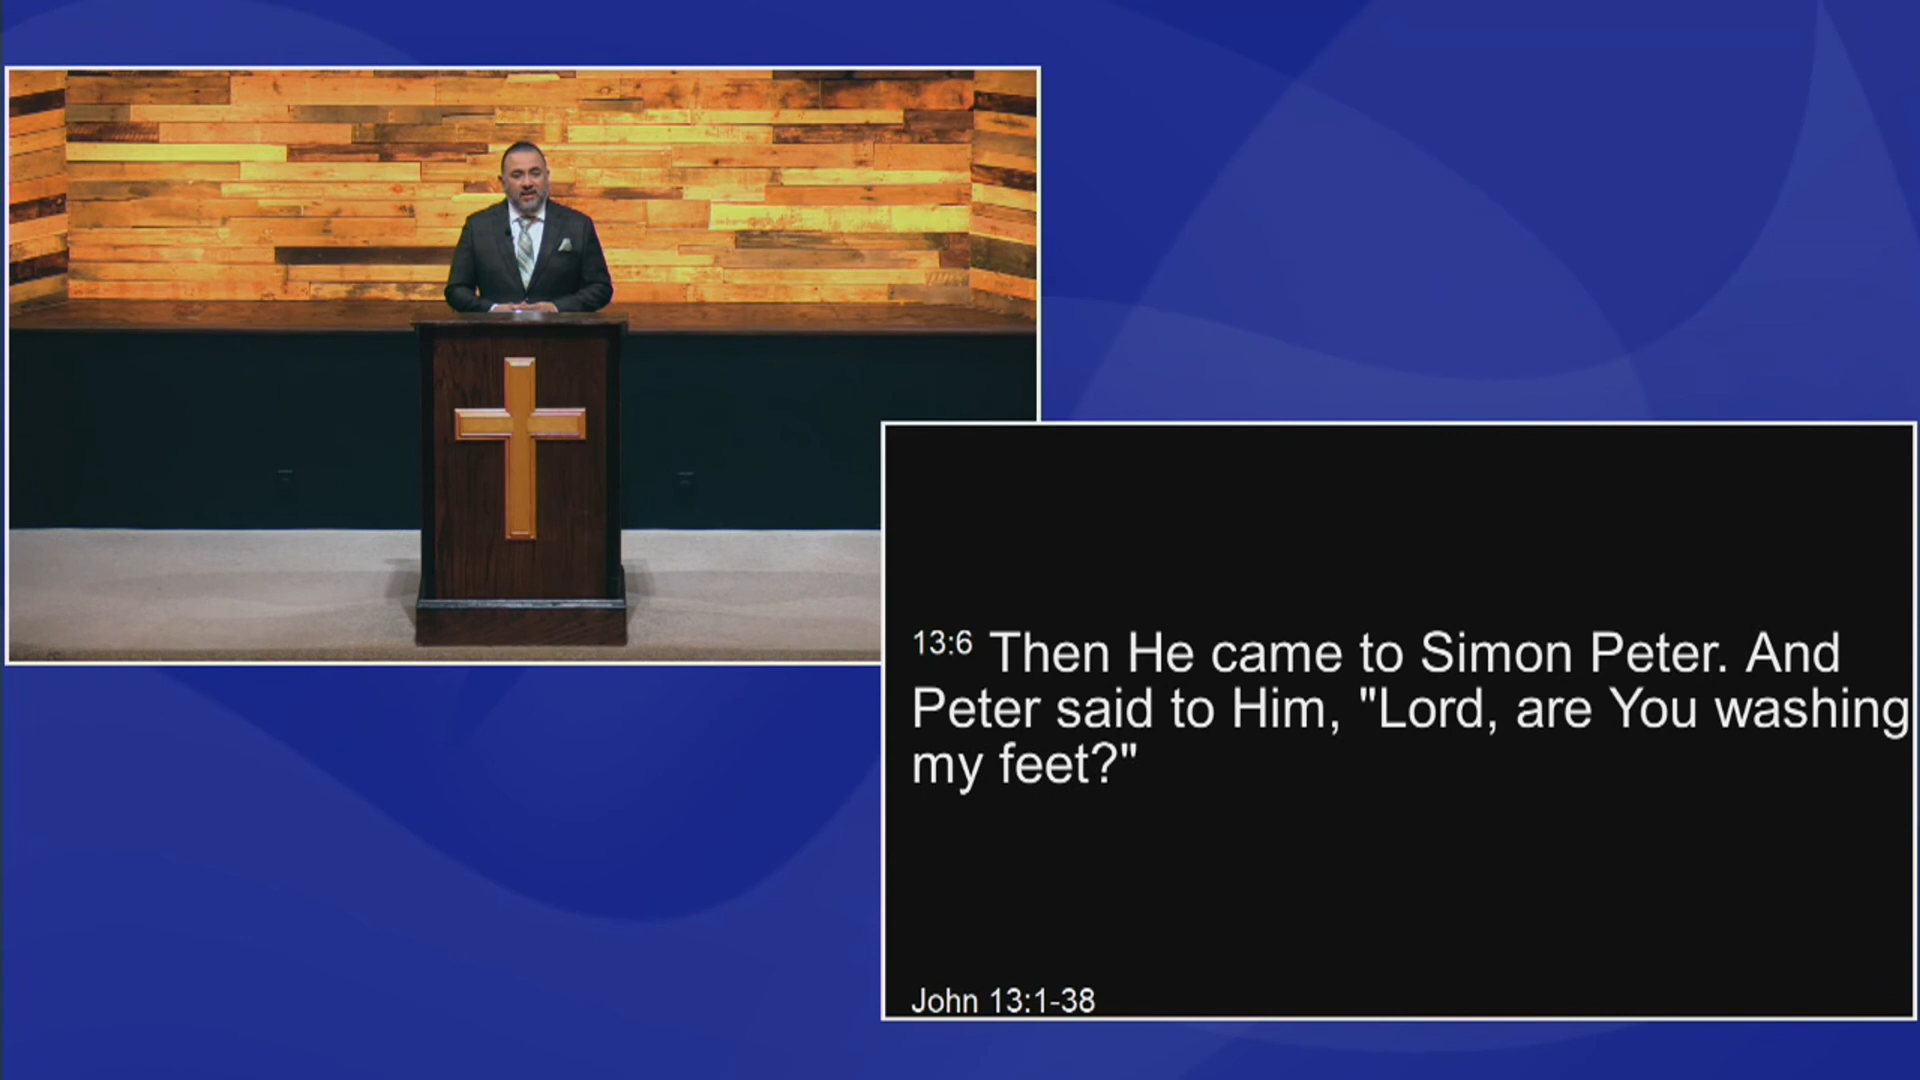 13:6 Then He came to Simon Peter. And
Peter said to Him, "Lord, are You washing
my feet?"
John 13:1-38